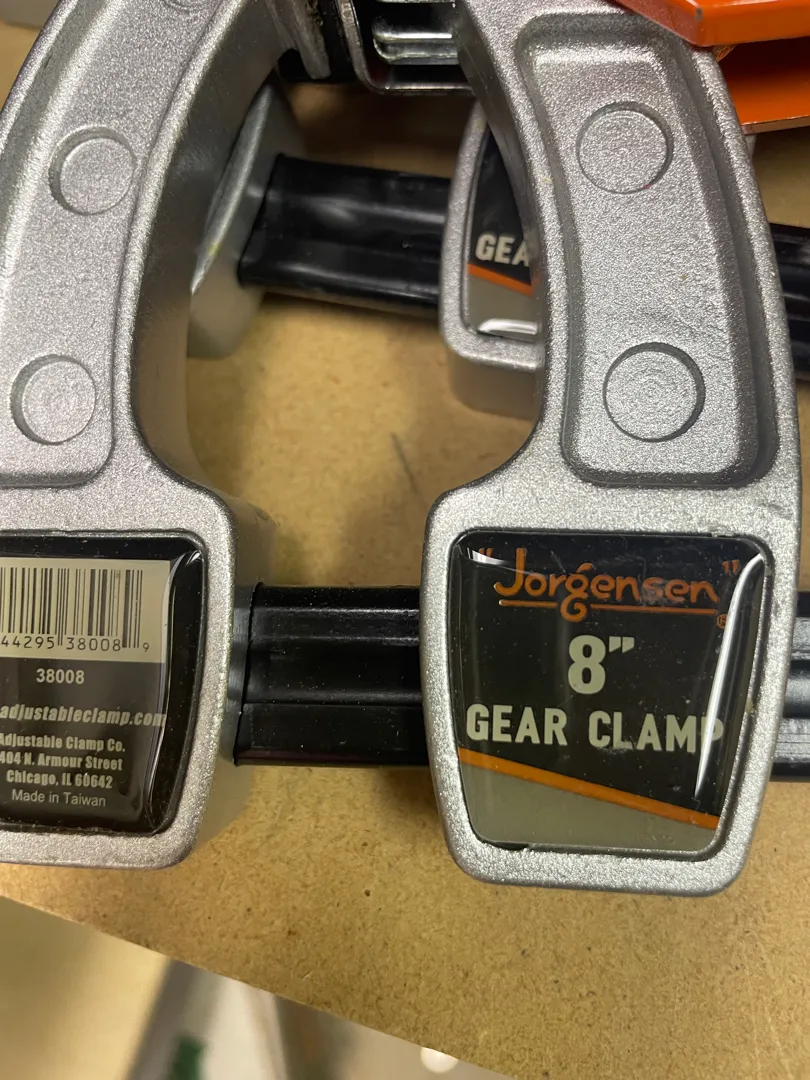 GEA
"Jorgensen"®
8"
GEAR CLAMP
44295 38008 9
38008
adjustableclamp.com
Adjustable Clamp Co.
404 N. Armour Street
Chicago, IL 60642
Made in Taiwan